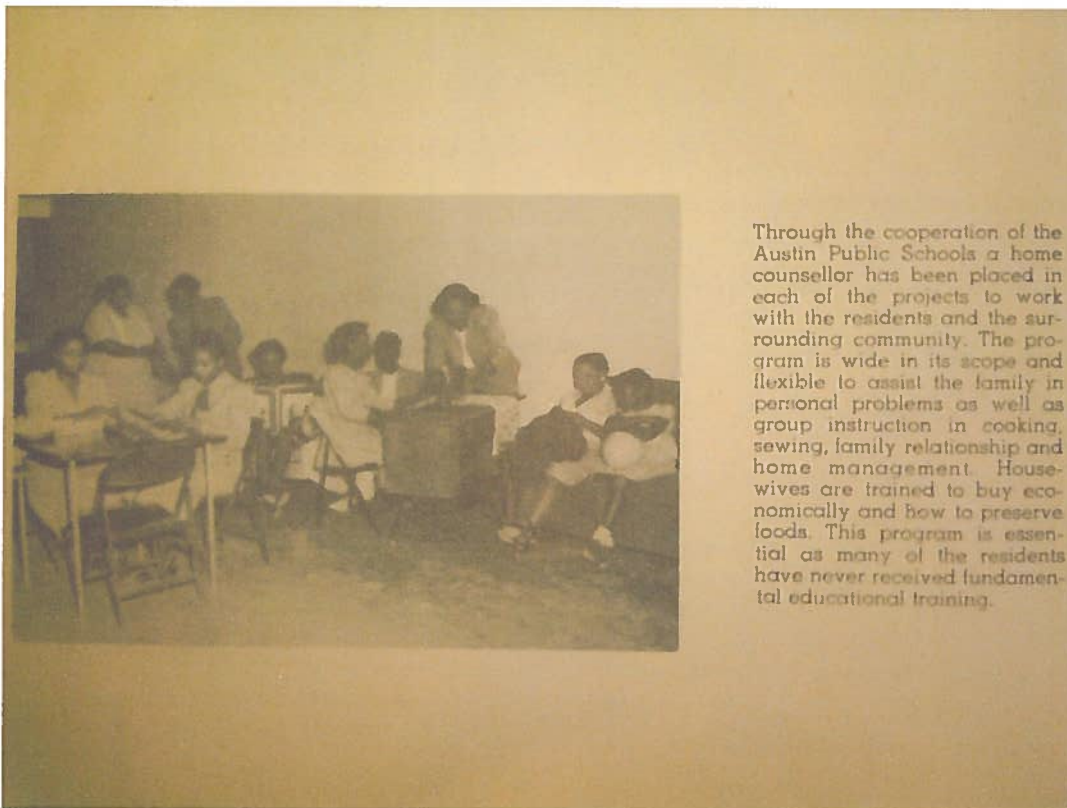 Through the cooperation of the
Austin Public Schools a home
counsellor has been placed in
each of the projects to work
with the residents and the sur-
rounding community. The pro-
gram is wide in its scope and
flexible to assist the family in
personal problems as well as
group instruction in cooking,
sewing, family relationship and
home management. House-
wives are trained to buy eco-
nomically and how to preserve
foods. This program is essen-
tial as many of the residents
have never received fundamen-
tal educational training.